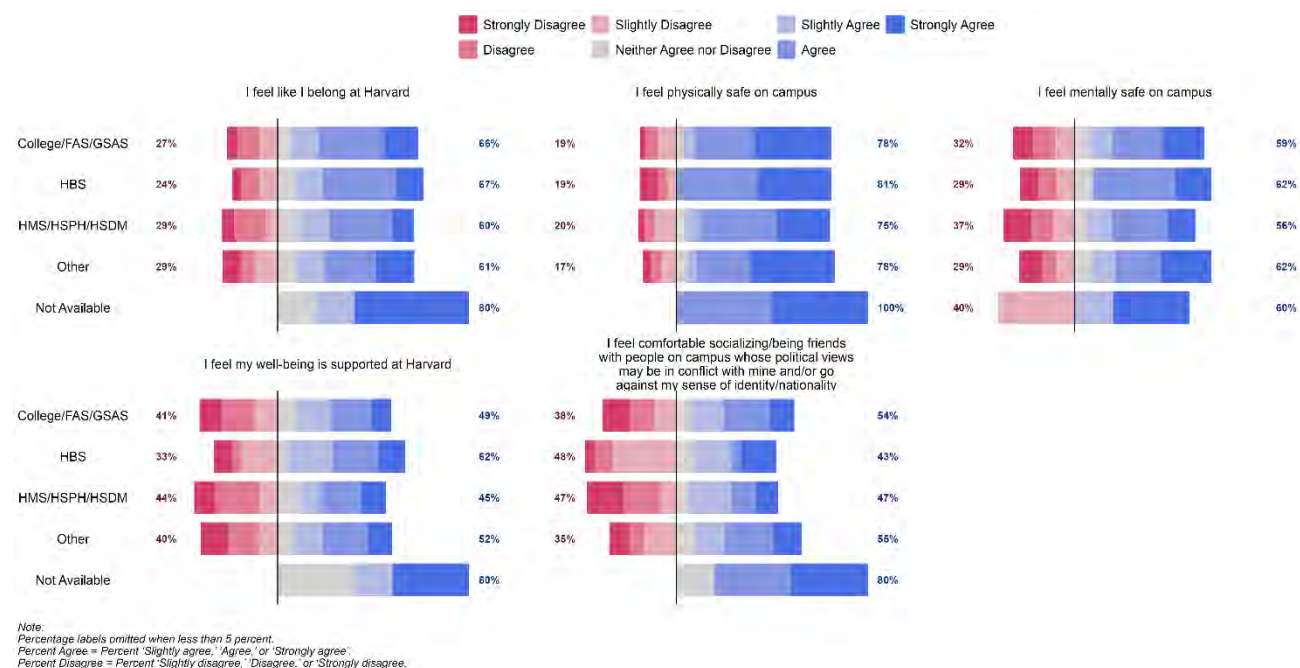 Strongly Disagree Slightly Disagree Slightly Agree Strongly Agree
Disagree Neither Agree nor Disagree Agree
I feel like I belong at Harvard I feel physically safe on campus I feel mentally safe on campus
College/FAS/GSAS 27% 66% 19% 78% 32% 59%
HBS 24% 67% 19% 81% 29% 62%
HMS/HSPH/HSDM 29% 60% 20% 75% 37% 56%
Other 29% 61% 17% 78% 29% 62%
Not Available 80% 100% 40% 60%
I feel my well-being is supported at Harvard
I feel comfortable socializing/being friends
with people on campus whose political views
may be in conflict with mine and/or go
against my sense of identity/nationality
College/FAS/GSAS 41% 49% 38% 54%
HBS 33% 62% 48% 43%
HMS/HSPH/HSDM 44% 45% 47% 47%
Other 40% 52% 35% 55%
Not Available 60% 80%
Note:
Percentage labels omitted when less than 5 percent.
Percent Agree = Percent 'Slightly agree,' 'Agree,' or 'Strongly agree'.
Percent Disagree = Percent 'Slightly disagree,' 'Disagree,' or 'Strongly disagree.